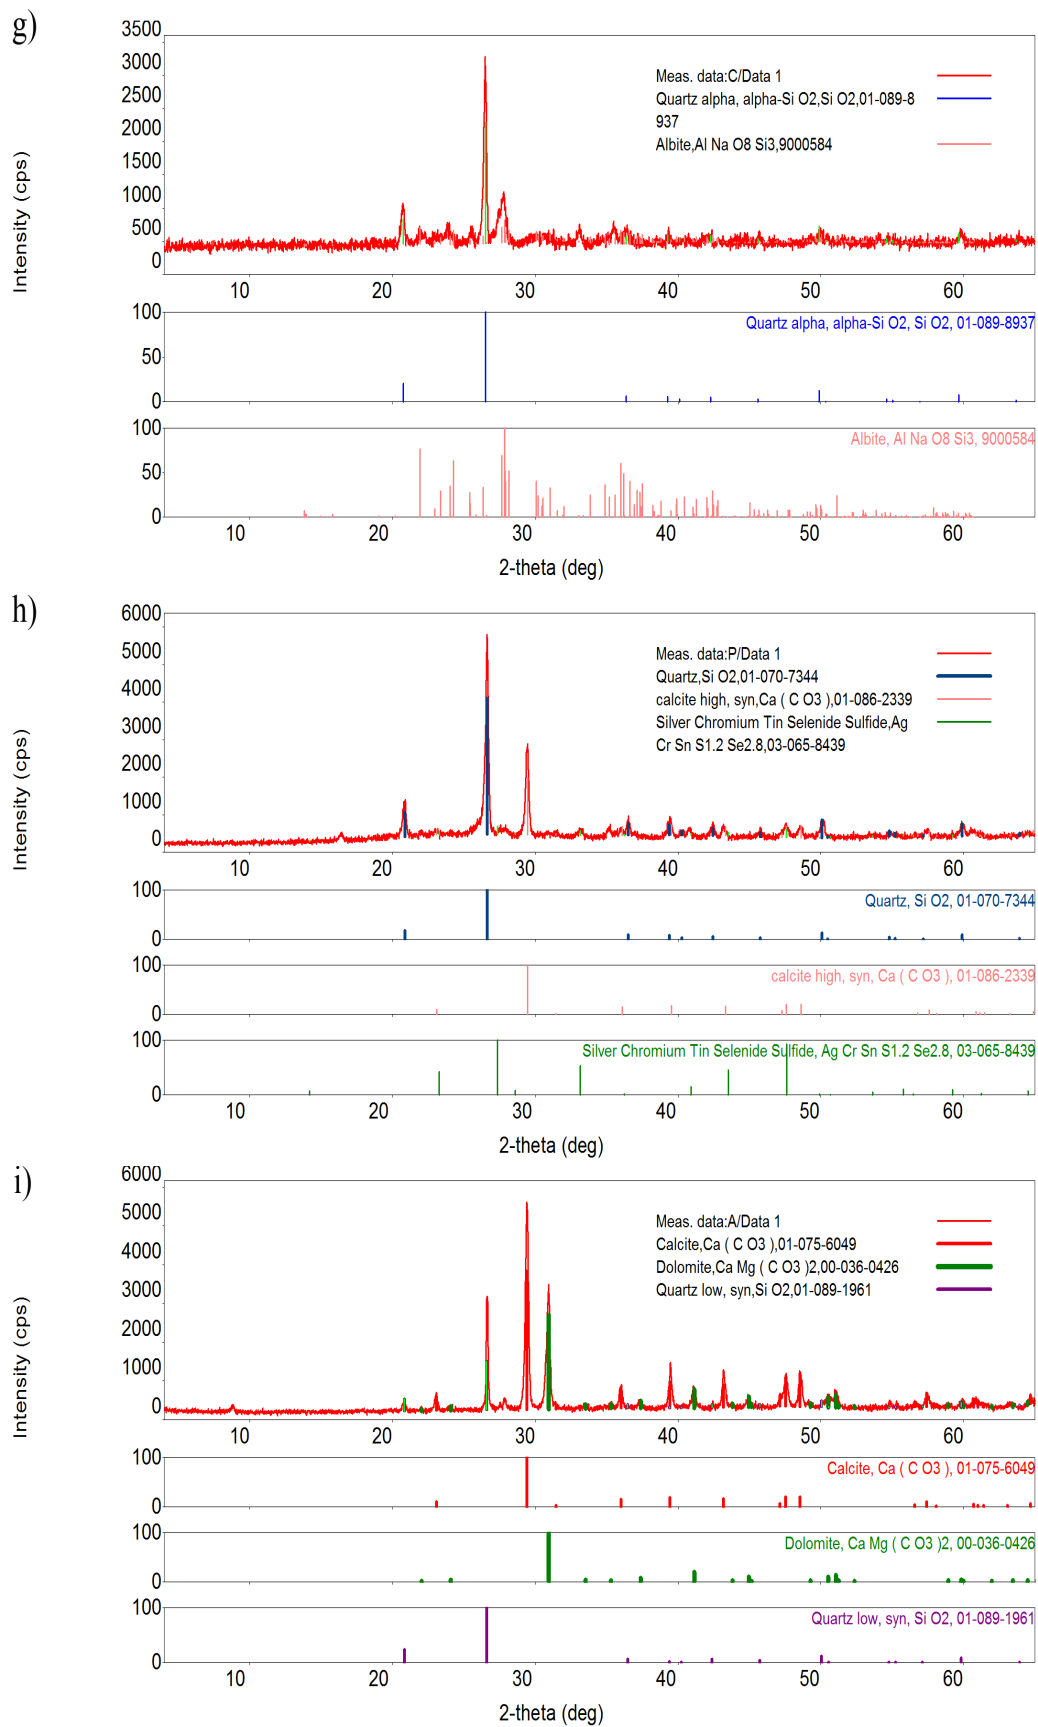 g)
3500
3000
2500
2000
1500
1000
500
0
Intensity (cps)
Meas. data:C/Data 1
Quartz alpha, alpha-Si O2,Si O2,01-089-8
937
Albite,Al Na O8 Si3,9000584
10 20 30 40 50 60
100
50
0
Quartz alpha, alpha-Si O2, Si O2, 01-089-8937
100
50
0
Albite, Al Na O8 Si3, 9000584
10 20 30 40 50 60
2-theta (deg)
h)
6000
5000
4000
3000
2000
1000
0
Intensity (cps)
Meas. data:P/Data 1
Quartz,Si O2,01-070-7344
calcite high, syn,Ca ( C O3 ),01-086-2339
Silver Chromium Tin Selenide Sulfide,Ag
Cr Sn S1.2 Se2.8,03-065-8439
10 20 30 40 50 60
100
0
Quartz, Si O2, 01-070-7344
100
0
calcite high, syn, Ca ( C O3 ), 01-086-2339
100
0
Silver Chromium Tin Selenide Sulfide, Ag Cr Sn S1.2 Se2.8, 03-065-8439
10 20 30 40 50 60
2-theta (deg)
i)
6000
5000
4000
3000
2000
1000
0
Intensity (cps)
Meas. data:A/Data 1
Calcite,Ca ( C O3 ),01-075-6049
Dolomite,Ca Mg ( C O3 )2,00-036-0426
Quartz low, syn,Si O2,01-089-1961
10 20 30 40 50 60
100
0
Calcite, Ca ( C O3 ), 01-075-6049
100
0
Dolomite, Ca Mg ( C O3 )2, 00-036-0426
100
0
Quartz low, syn, Si O2, 01-089-1961
10 20 30 40 50 60
2-theta (deg)